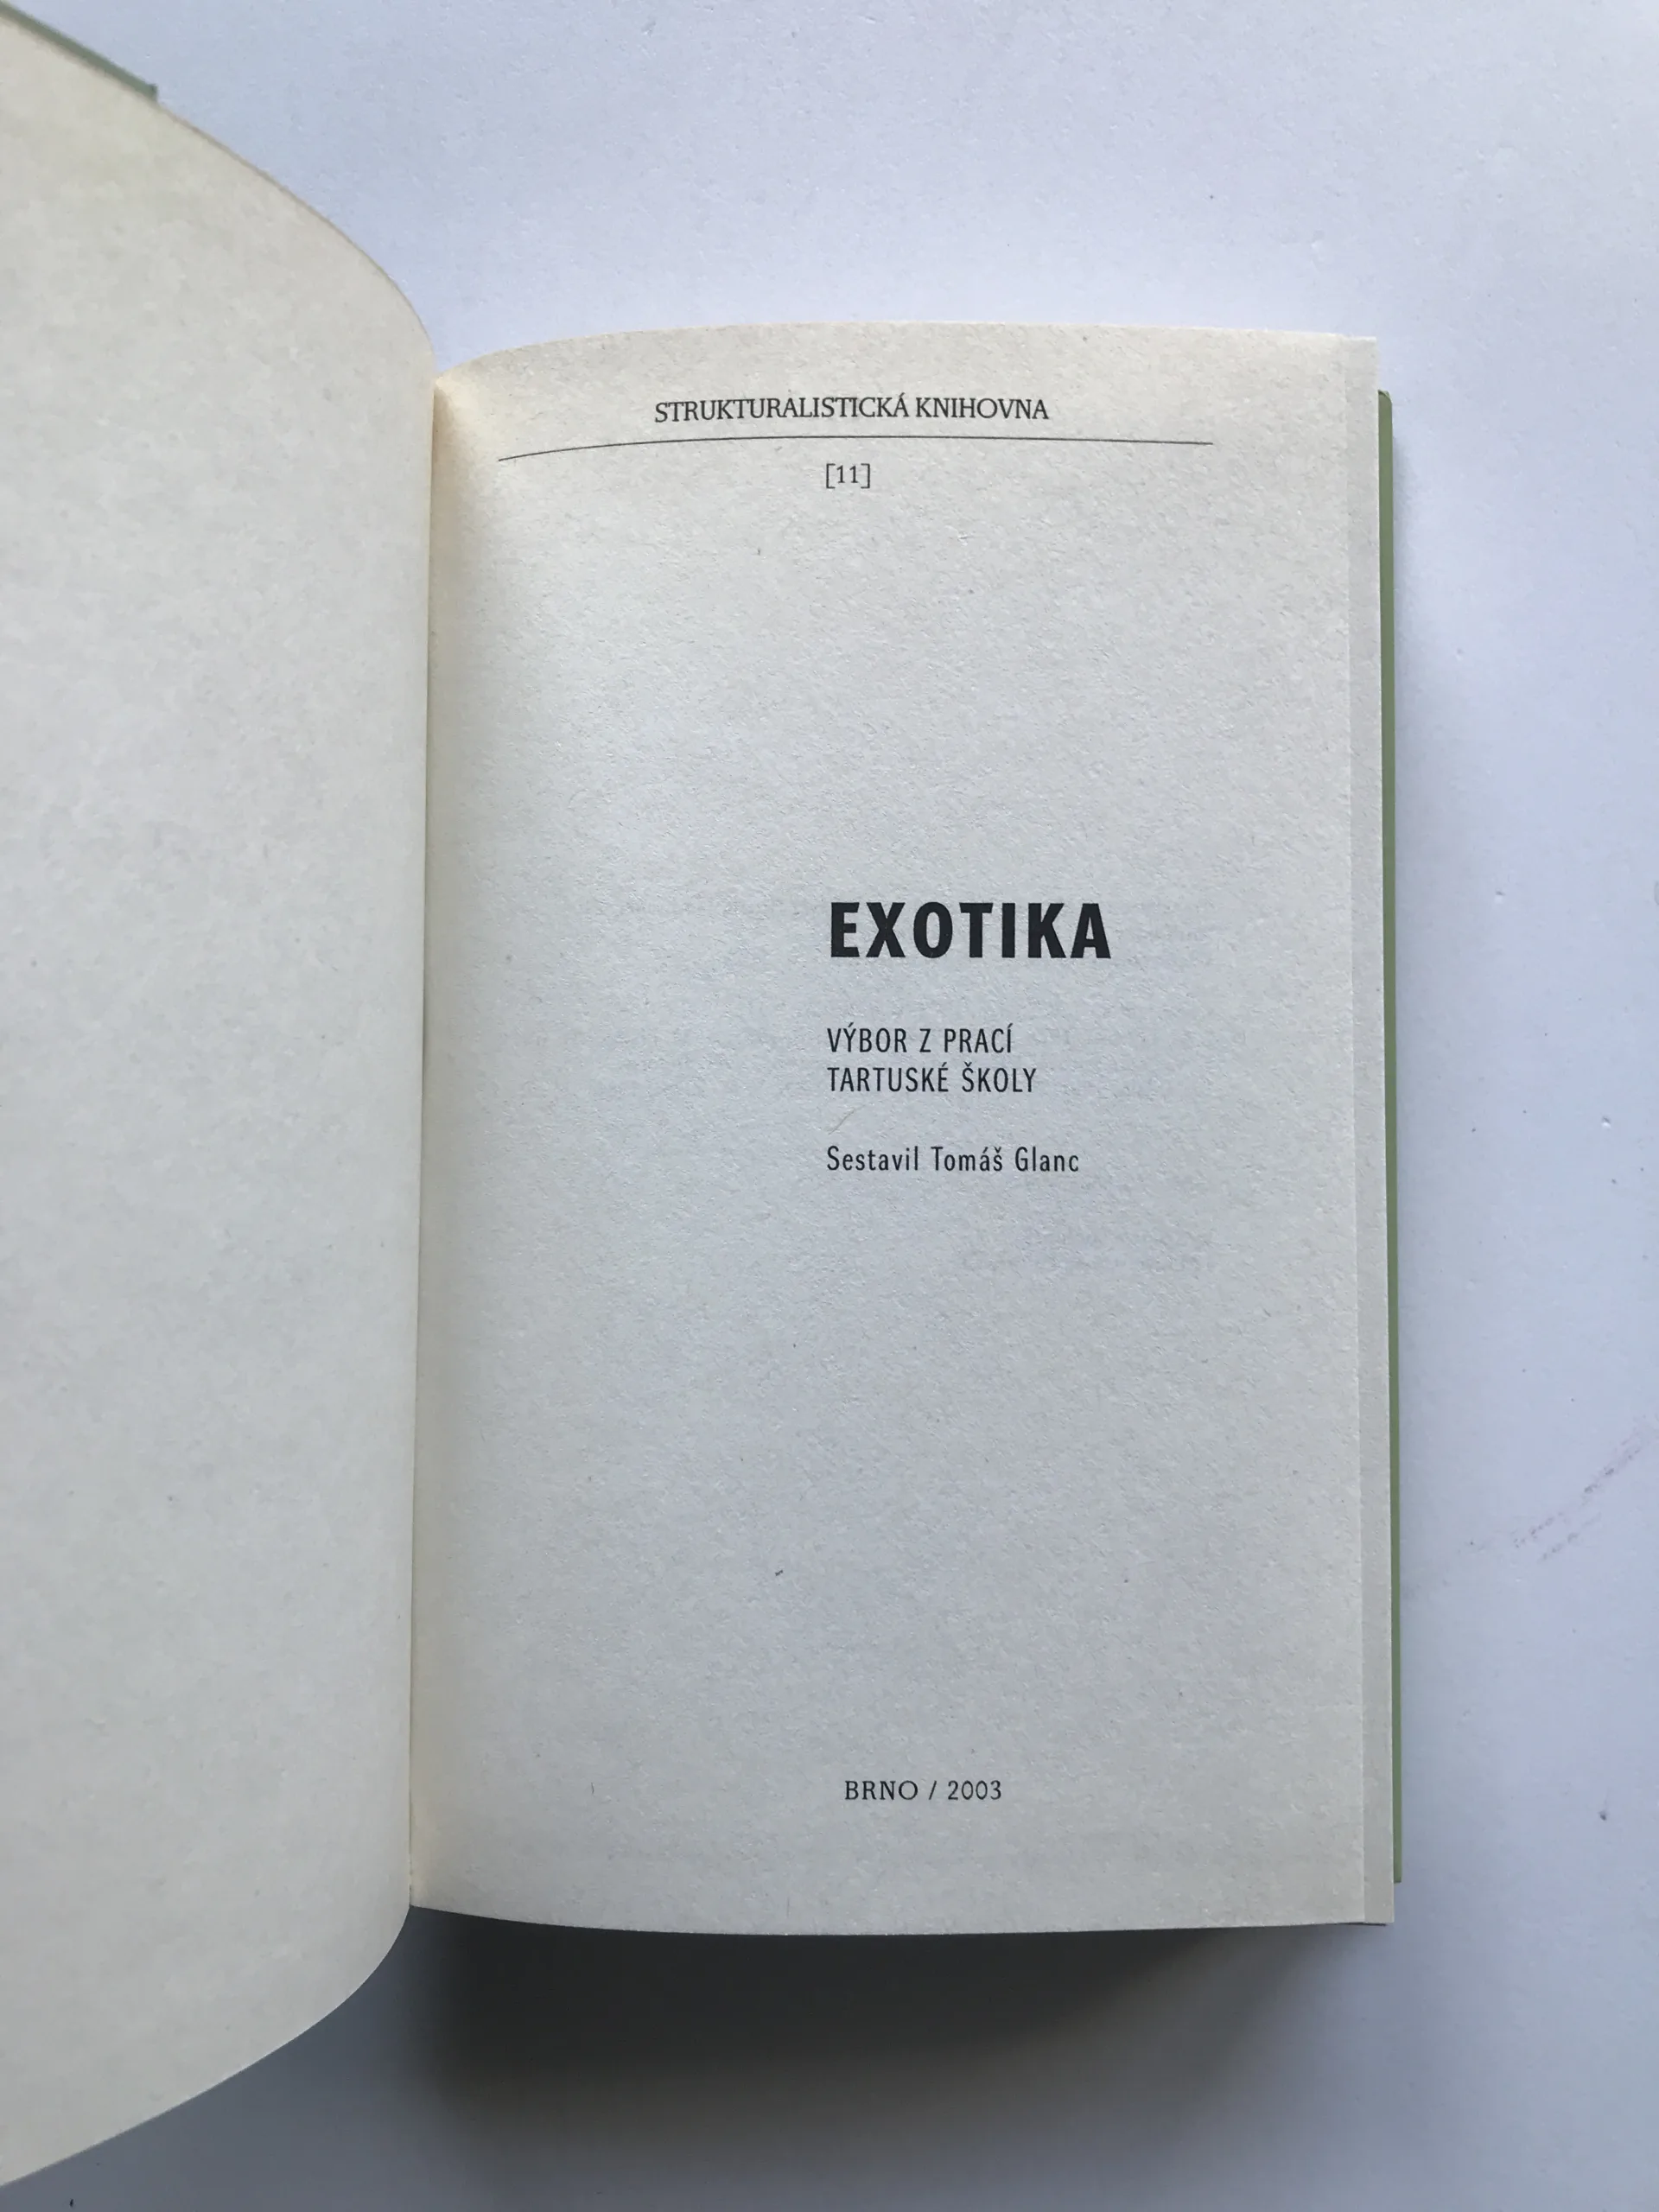 STRUKTURALISTICKÁ KNIHOVNA
[11]
EXOTIKA
VÝBOR Z PRACÍ
TARTUSKÉ ŠKOLY
Sestavil Tomáš Glanc
BRNO / 2003